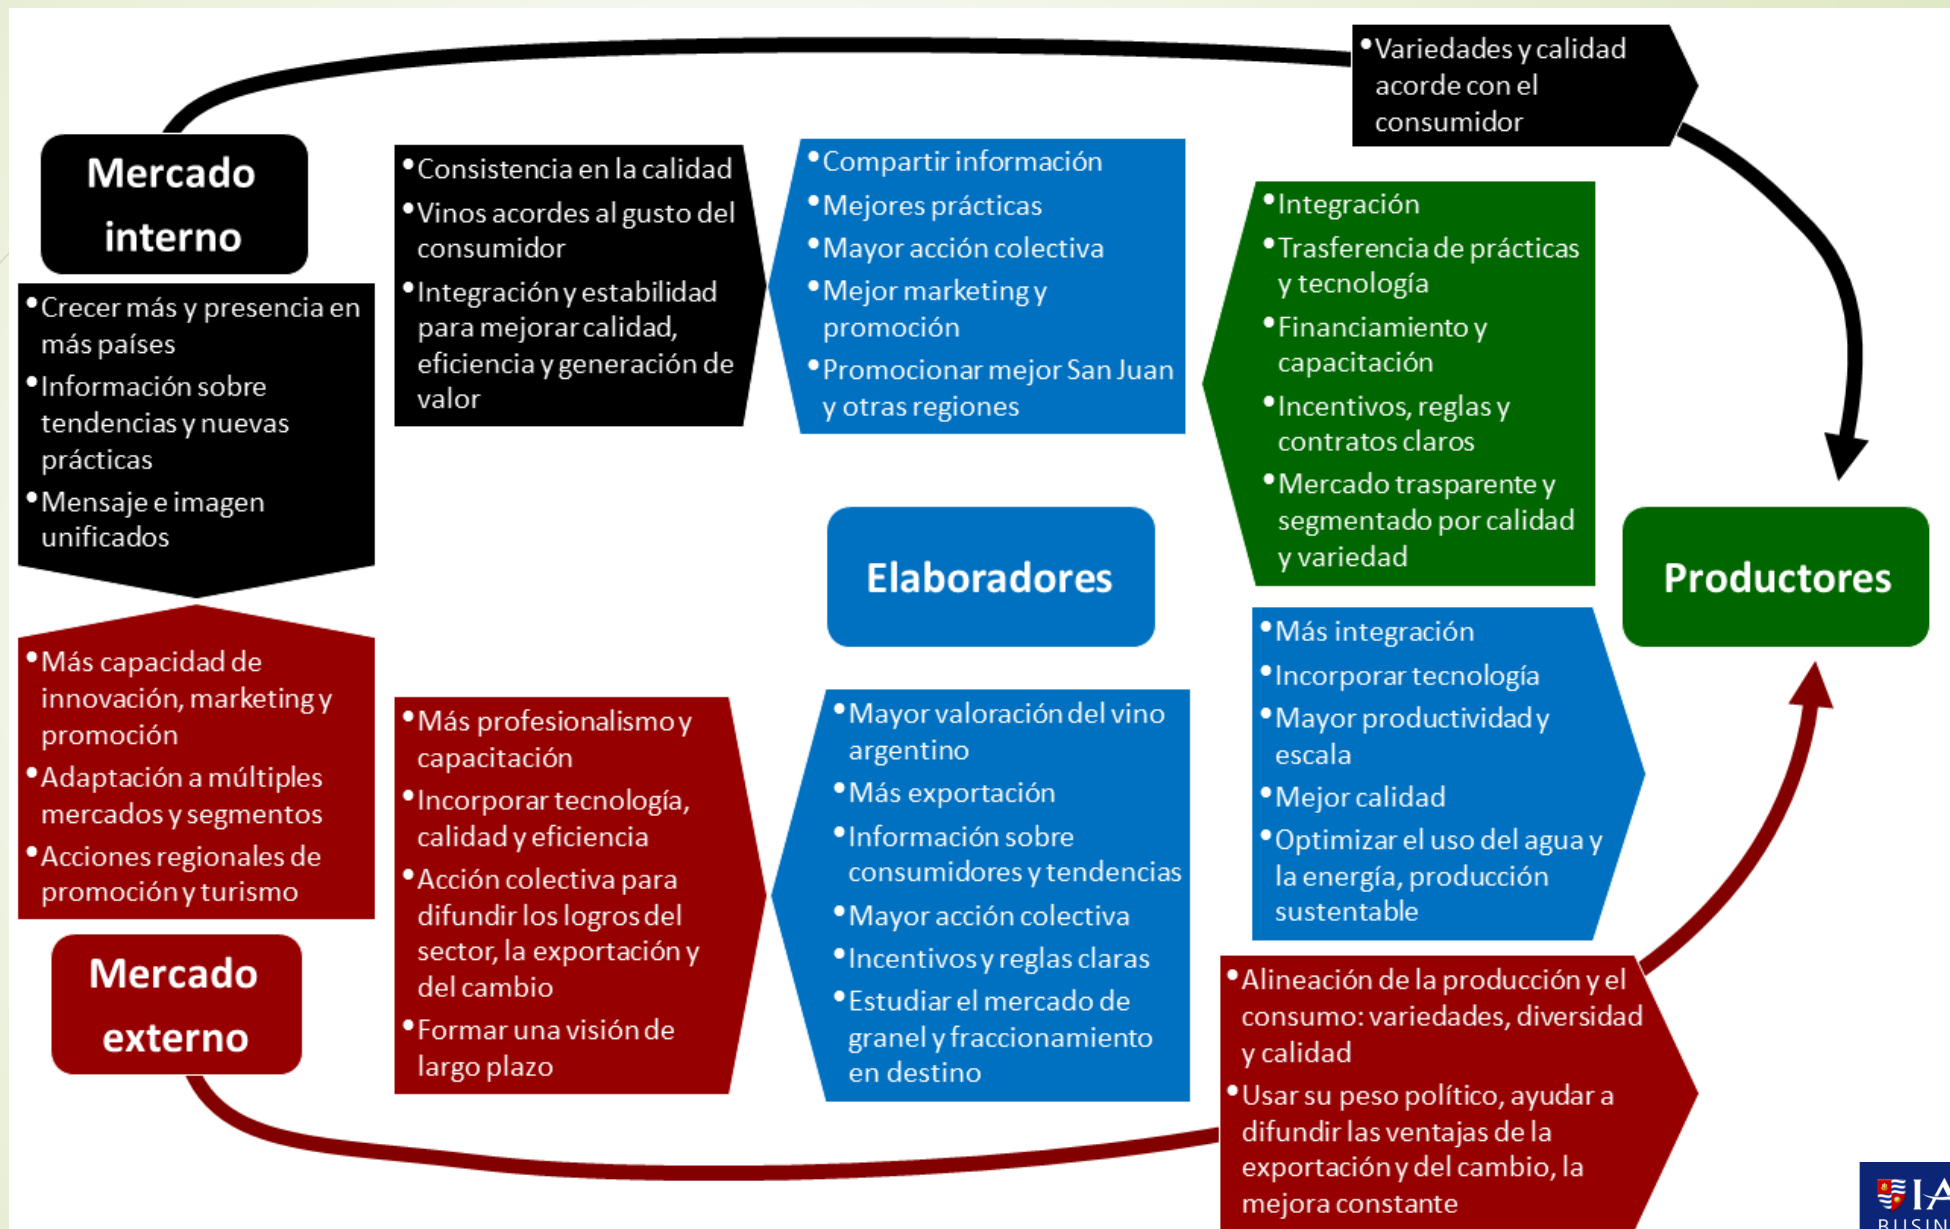 Variedades y calidad
acorde con el
consumidor
Mercado
interno
Crecer más y presencia en
más países
Información sobre
tendencias y nuevas
prácticas
Mensaje e imagen
unificados
Consistencia en la calidad
Vinos acordes al gusto del
consumidor
Integración y estabilidad
para mejorar calidad,
eficiencia y generación de
valor
Compartir información
Mejores prácticas
Mayor acción colectiva
Mejor marketing y
promoción
Promocionar mejor San Juan
y otras regiones
Integración
Trasferencia de prácticas
y tecnología
Financiamiento y
capacitación
Incentivos, reglas y
contratos claros
Mercado trasparente y
segmentado por calidad
y variedad
Elaboradores
Productores
Más capacidad de
innovación, marketing y
promoción
Adaptación a múltiples
mercados y segmentos
Acciones regionales de
promoción y turismo
Mercado
externo
Más profesionalismo y
capacitación
Incorporar tecnología,
calidad y eficiencia
Acción colectiva para
difundir los logros del
sector, la exportación y
del cambio
Formar una visión de
largo plazo
Mayor valoración del vino
argentino
Más exportación
Información sobre
consumidores y tendencias
Mayor acción colectiva
Incentivos y reglas claras
Estudiar el mercado de
granel y fraccionamiento
en destino
Más integración
Incorporar tecnología
Mayor productividad y
escala
Mejor calidad
Optimizar el uso del agua y
la energía, producción
sustentable
Alineación de la producción y el
consumo: variedades, diversidad
y calidad
Usar su peso político, ayudar a
difundir las ventajas de la
exportación y del cambio, la
mejora constante